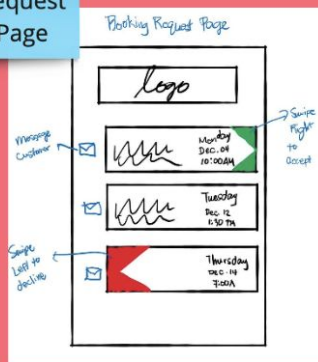 equest
Page
Booking Request Page
logo
Message
Customer
Monday
Dec. 04
10:00AM
Swipe
Right
to
accept
Tuesday
Dec. 12
1:30 PM
Swipe
Left to
decline
Thursday
Dec. 14
7:00A